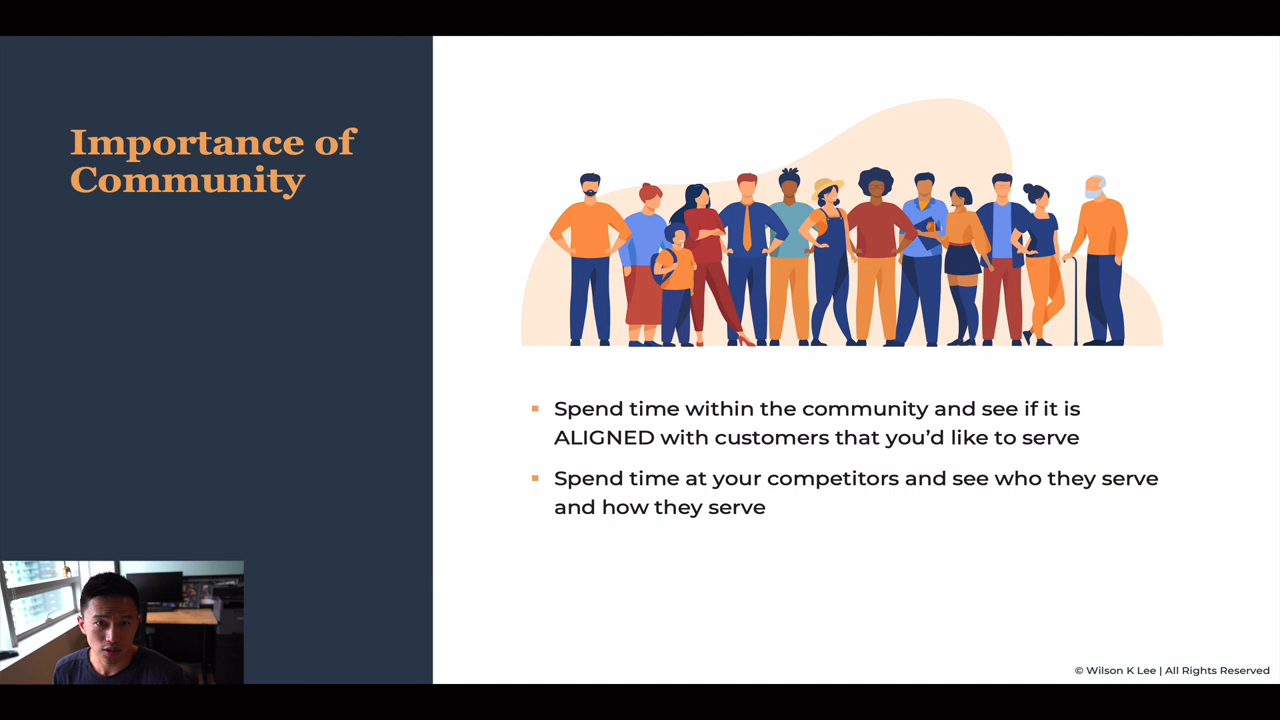 Importance of
Community
Spend time within the community and see if it is
ALIGNED with customers that you’d like to serve
Spend time at your competitors and see who they serve
and how they serve
© Wilson K Lee | All Rights Reserved